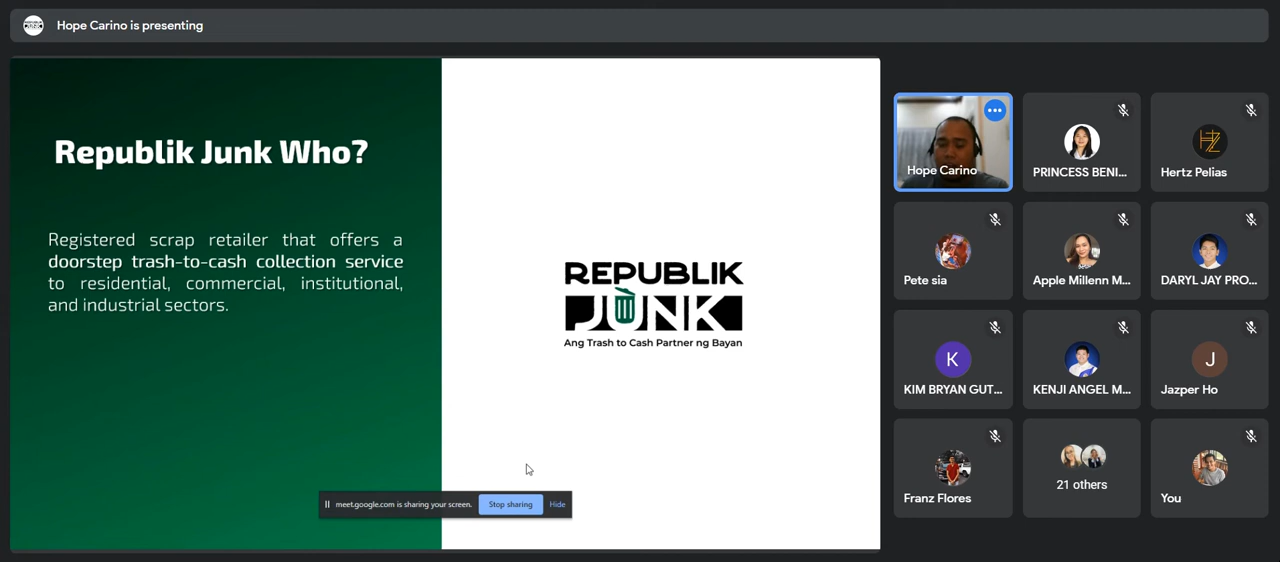 REPUBLIK JUNK
Hope Carino is presenting
Republik Junk Who?
Registered scrap retailer that offers a
doorstep trash-to-cash collection service
to residential, commercial, institutional,
and industrial sectors.
REPUBLIK
JUNK
Ang Trash to Cash Partner ng Bayan
meet.google.com is sharing your screen.
Stop sharing
Hide
Hope Carino
PRINCESS BENI...
Hertz Pelias
HZ
Pete sia
Apple Millenn M...
DARYL JAY PRO...
K
KIM BRYAN GUT...
KENJI ANGEL M...
J
Jazper Ho
Franz Flores
21 others
You